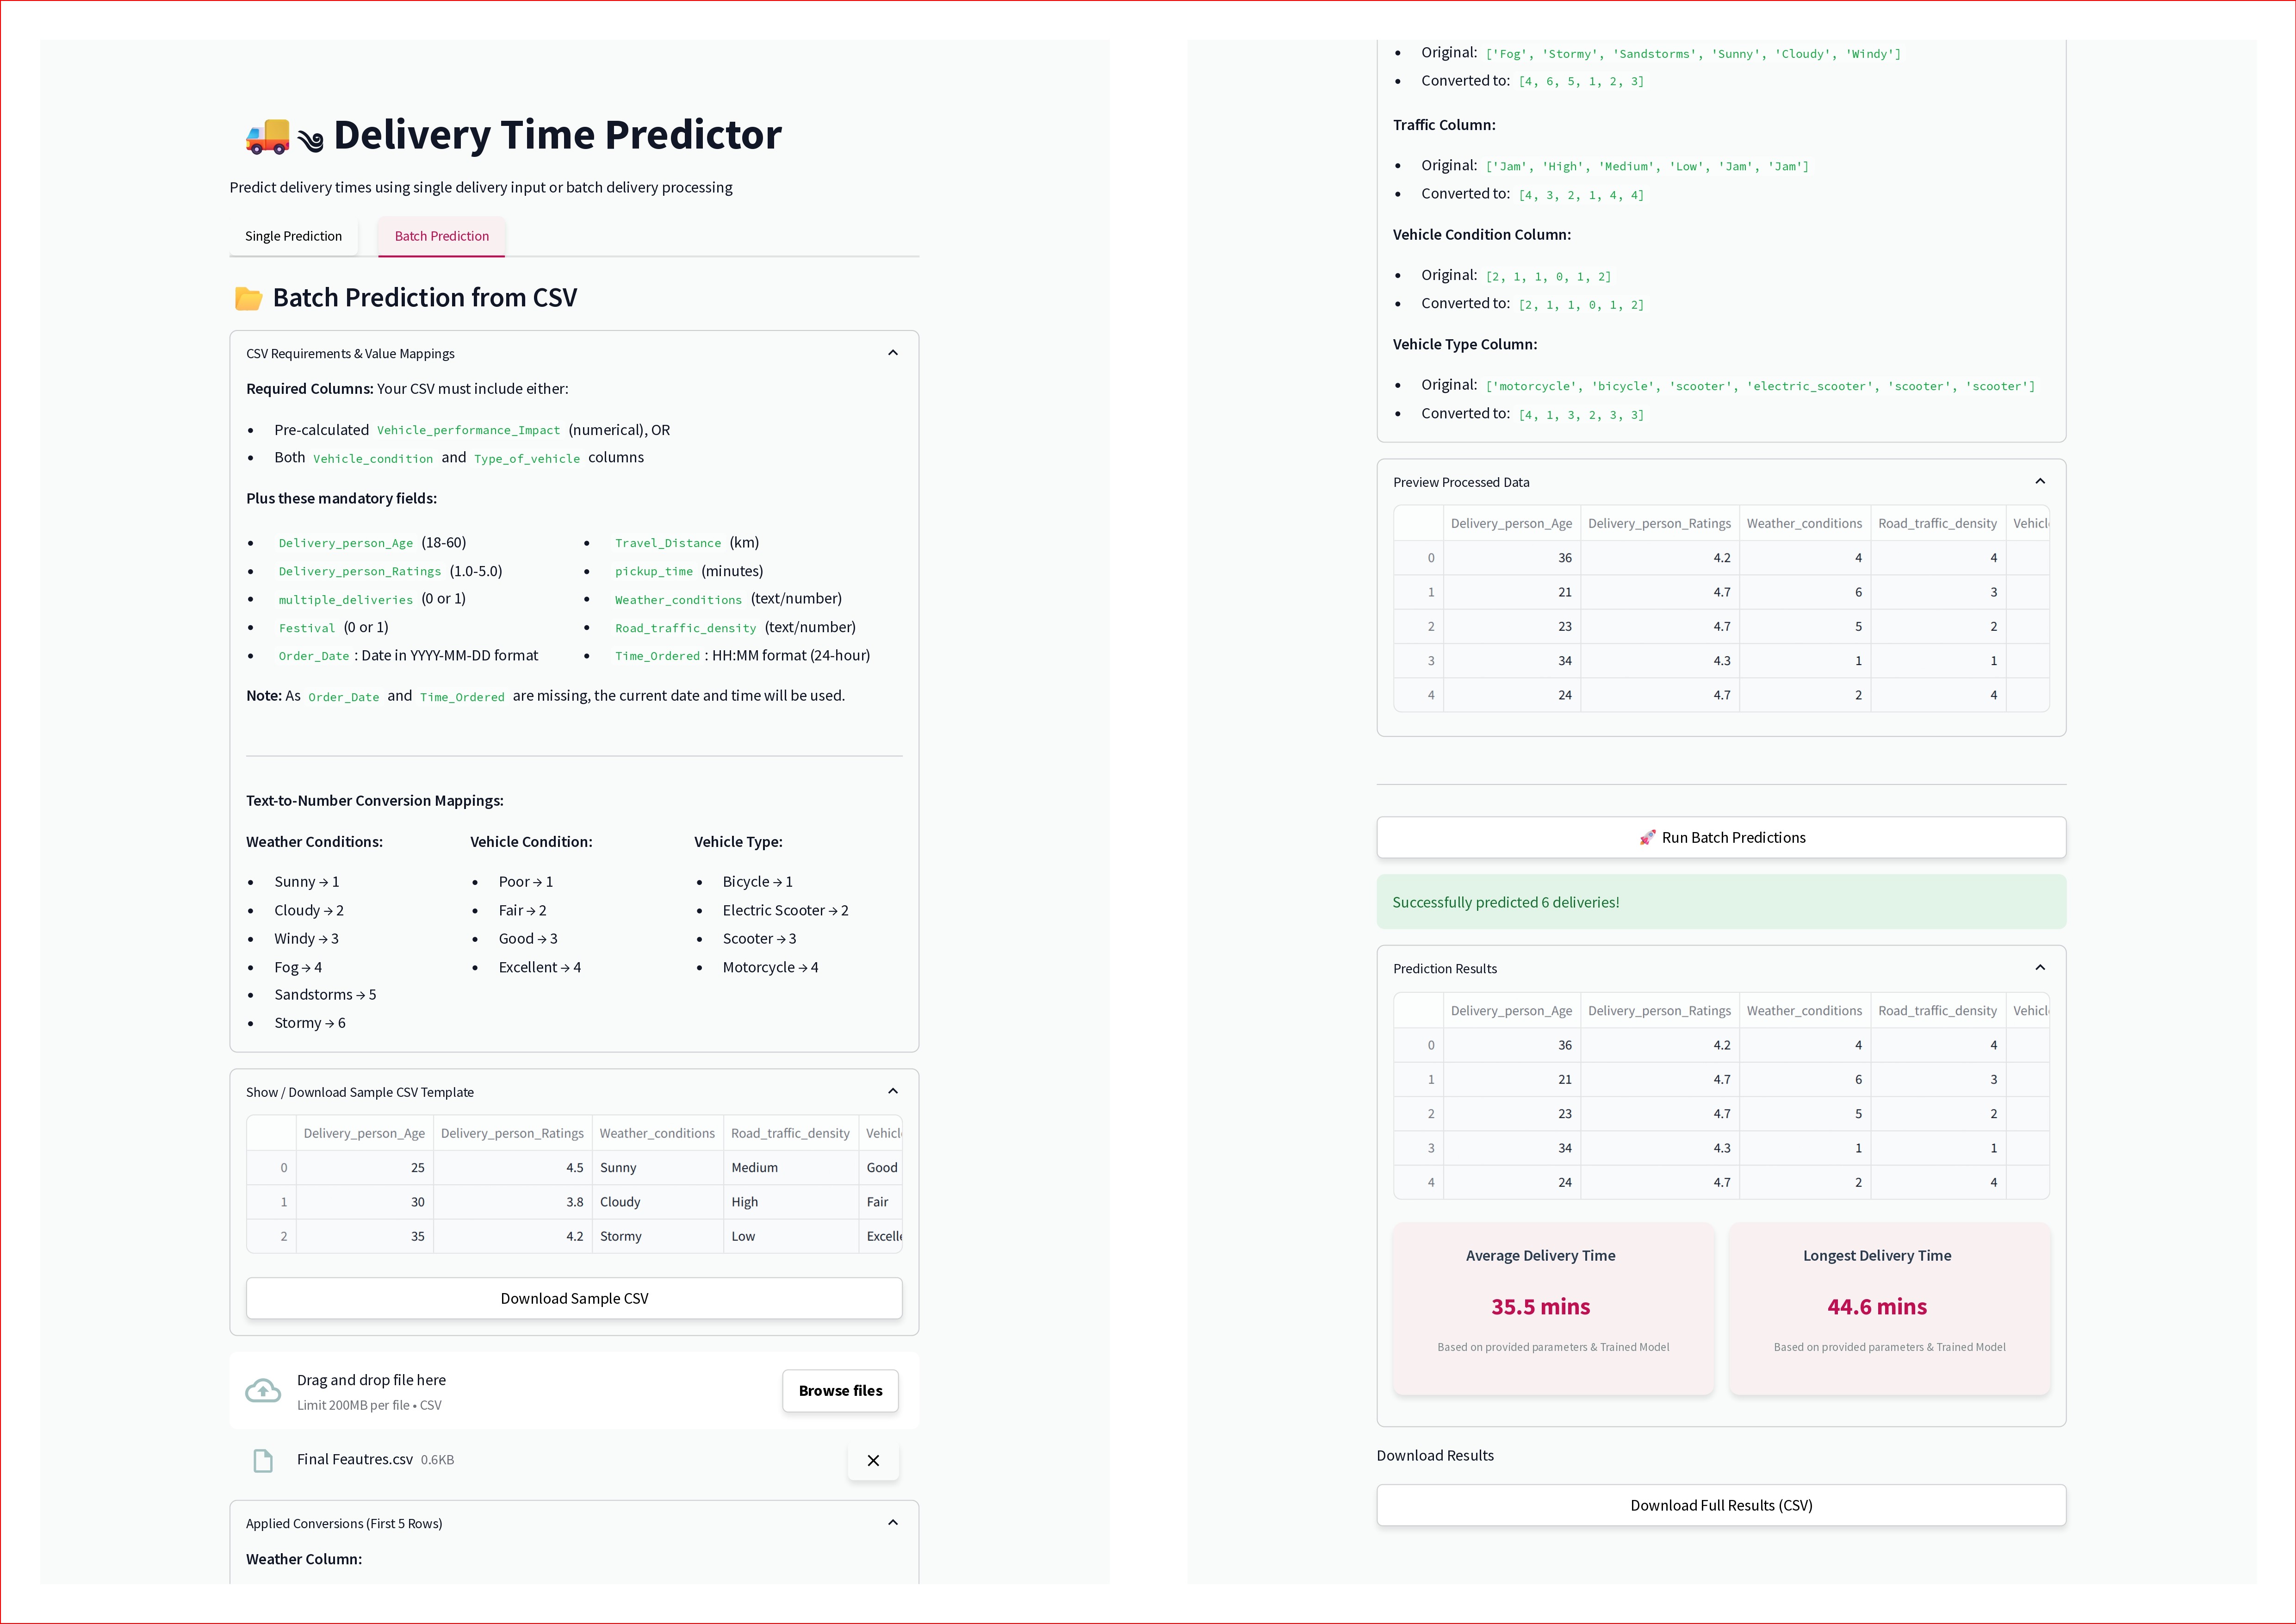 Delivery Time Predictor
Predict delivery times using single delivery input or batch delivery processing
Single Prediction
Batch Prediction
Batch Prediction from CSV
CSV Requirements & Value Mappings
Required Columns: Your CSV must include either:
• Pre-calculated Vehicle_performance_Impact (numerical), OR
• Both Vehicle_condition and Type_of_vehicle columns
Plus these mandatory fields:
• Delivery_person_Age (18-60)
• Delivery_person_Ratings (1.0-5.0)
• multiple_deliveries (0 or 1)
• Festival (0 or 1)
• Order_Date : Date in YYYY-MM-DD format
• Travel_Distance (km)
• pickup_time (minutes)
• Weather_conditions (text/number)
• Road_traffic_density (text/number)
• Time_Ordered : HH:MM format (24-hour)
Note: As Order_Date and Time_Ordered are missing, the current date and time will be used.
Text-to-Number Conversion Mappings:
Weather Conditions:
• Sunny → 1
• Cloudy → 2
• Windy → 3
• Fog → 4
• Sandstorms → 5
• Stormy → 6
Vehicle Condition:
• Poor → 1
• Fair → 2
• Good → 3
• Excellent → 4
Vehicle Type:
• Bicycle → 1
• Electric Scooter → 2
• Scooter → 3
• Motorcycle → 4
Show / Download Sample CSV Template
Delivery_person_Age Delivery_person_Ratings Weather_conditions Road_traffic_density Vehicl
0 25 4.5 Sunny Medium Good
1 30 3.8 Cloudy High Fair
2 35 4.2 Stormy Low Excelle
Download Sample CSV
Drag and drop file here
Limit 200MB per file • CSV
Browse files
Final Feautres.csv 0.6KB
Applied Conversions (First 5 Rows)
Weather Column:
• Original: ['Fog', 'Stormy', 'Sandstorms', 'Sunny', 'Cloudy', 'Windy']
• Converted to: [4, 6, 5, 1, 2, 3]
Traffic Column:
• Original: ['Jam', 'High', 'Medium', 'Low', 'Jam', 'Jam']
• Converted to: [4, 3, 2, 1, 4, 4]
Vehicle Condition Column:
• Original: [2, 1, 1, 0, 1, 2]
• Converted to: [2, 1, 1, 0, 1, 2]
Vehicle Type Column:
• Original: ['motorcycle', 'bicycle', 'scooter', 'electric_scooter', 'scooter', 'scooter']
• Converted to: [4, 1, 3, 2, 3, 3]
Preview Processed Data
Delivery_person_Age Delivery_person_Ratings Weather_conditions Road_traffic_density Vehicl
0 36 4.2 4 4
1 21 4.7 6 3
2 23 4.7 5 2
3 34 4.3 1 1
4 24 4.7 2 4
Run Batch Predictions
Successfully predicted 6 deliveries!
Prediction Results
Delivery_person_Age Delivery_person_Ratings Weather_conditions Road_traffic_density Vehicl
0 36 4.2 4 4
1 21 4.7 6 3
2 23 4.7 5 2
3 34 4.3 1 1
4 24 4.7 2 4
Average Delivery Time
35.5 mins
Based on provided parameters & Trained Model
Longest Delivery Time
44.6 mins
Based on provided parameters & Trained Model
Download Results
Download Full Results (CSV)